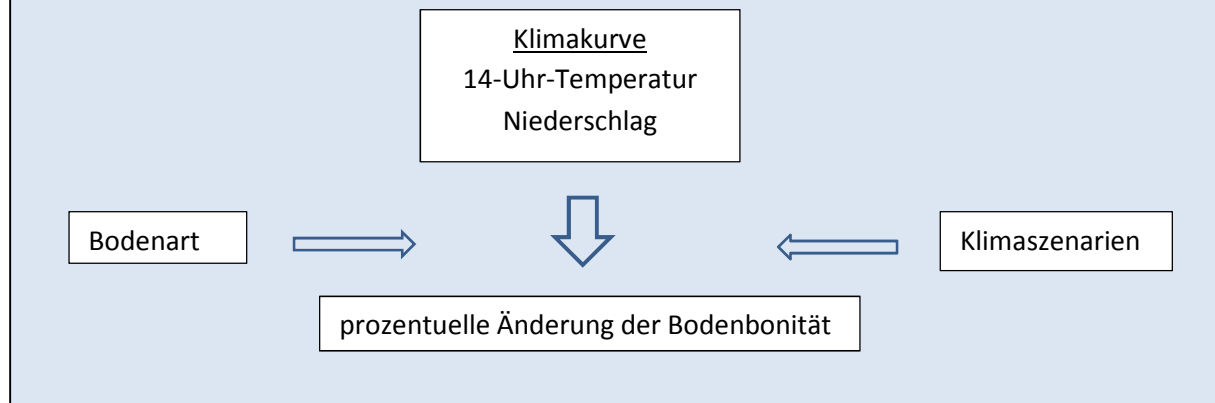 Klimakurve
14-Uhr-Temperatur
Niederschlag
Bodenart
Klimaszenarien
prozentuelle Änderung der Bodenbonität